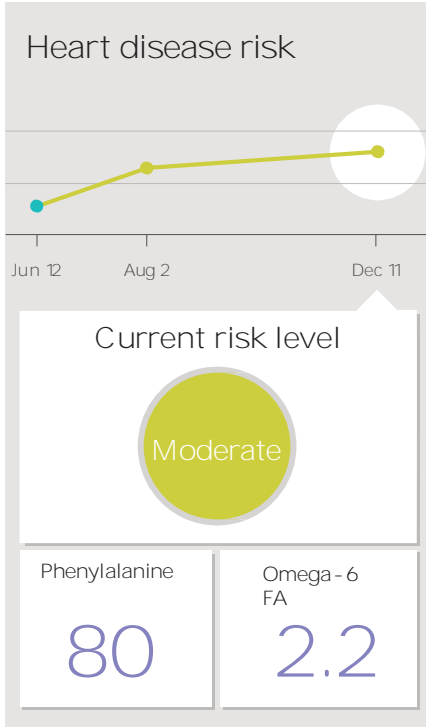 Heart disease risk
Jun 12 Aug 2 Dec 11
Current risk level
Moderate
Phenylalanine
80
Omega-6
FA
2.2